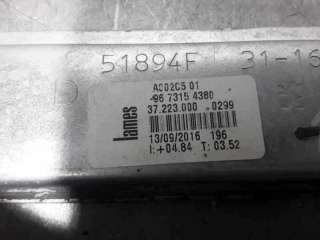 51894F 31-16
A002C5 01
96 7315 4380
37.223.000 0299
lames
13/09/2016 196
I:+04.84 T: 03.52